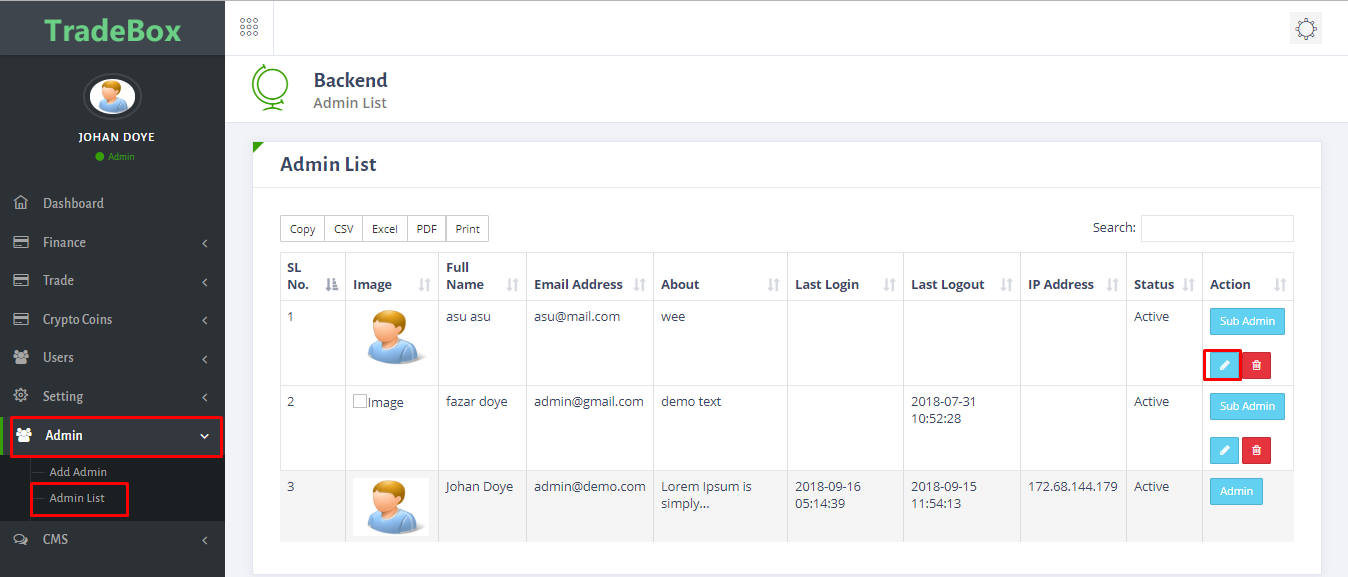 TradeBox
JOHAN DOYE
Admin
Dashboard
Finance
Trade
Crypto Coins
Users
Setting
Admin
Add Admin
Admin List
CMS
Backend
Admin List
Admin List
Copy CSV Excel PDF Print
Search:
SL No. Image Full Name Email Address About Last Login Last Logout IP Address Status Action
1 asu asu asu@mail.com wee Active Sub Admin
2 Image fazar doye admin@gmail.com demo text 2018-07-31 Active Sub Admin
10:52:28
3 Johan Doye admin@demo.com Lorem Ipsum is 2018-09-16 2018-09-15 172.68.144.179 Active Admin
simply... 05:14:39 11:54:13